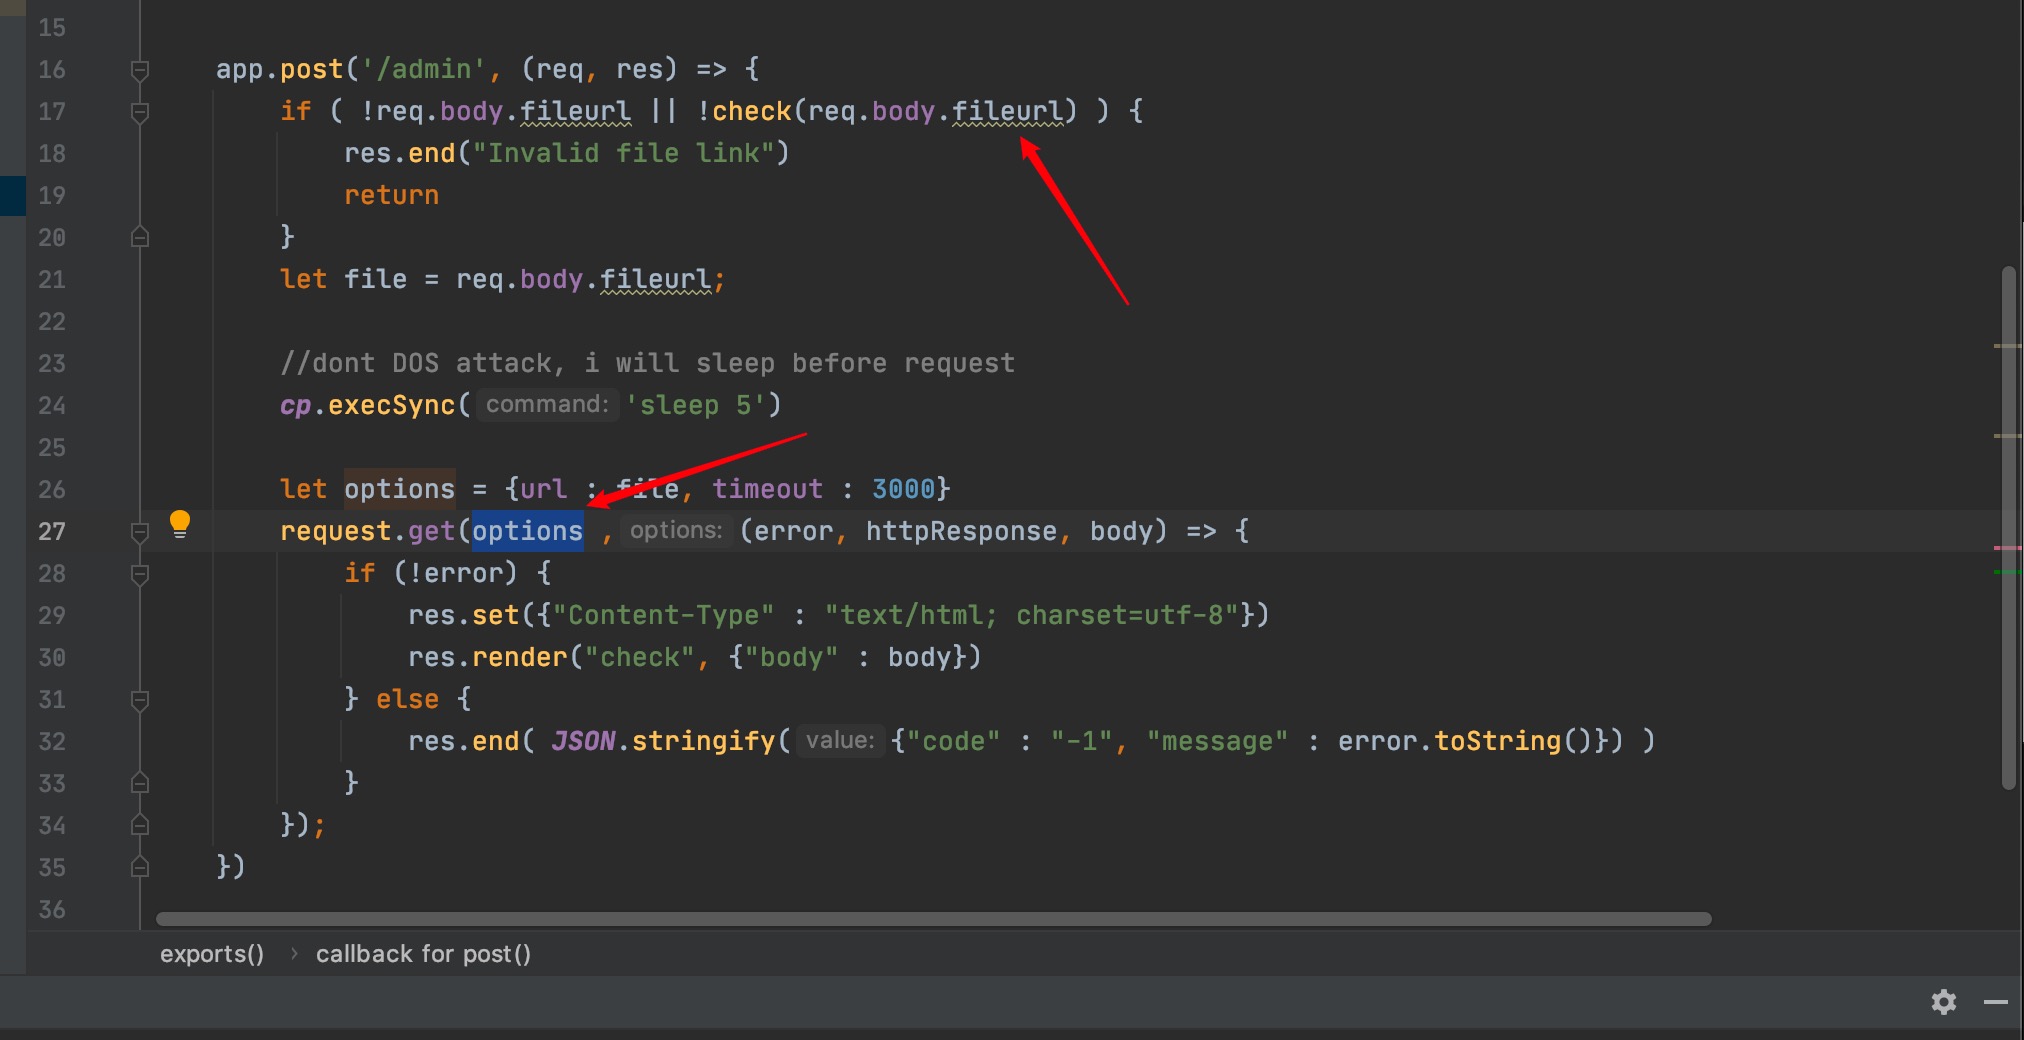 15
16 app.post('/admin', (req, res) => {
17 if ( !req.body.fileurl || !check(req.body.fileurl) ) {
18 res.end("Invalid file link")
19 return
20 }
21 let file = req.body.fileurl;
22
23 //dont DOS attack, i will sleep before request
24 cp.execSync( command: 'sleep 5')
25
26 let options = {url : file, timeout : 3000}
27 request.get(options , options: (error, httpResponse, body) => {
28 if (!error) {
29 res.set({"Content-Type" : "text/html; charset=utf-8"})
30 res.render("check", {"body" : body})
31 } else {
32 res.end( JSON.stringify( value: {"code" : "-1", "message" : error.toString()}) )
33 }
34 });
35 })
36
exports() › callback for post()